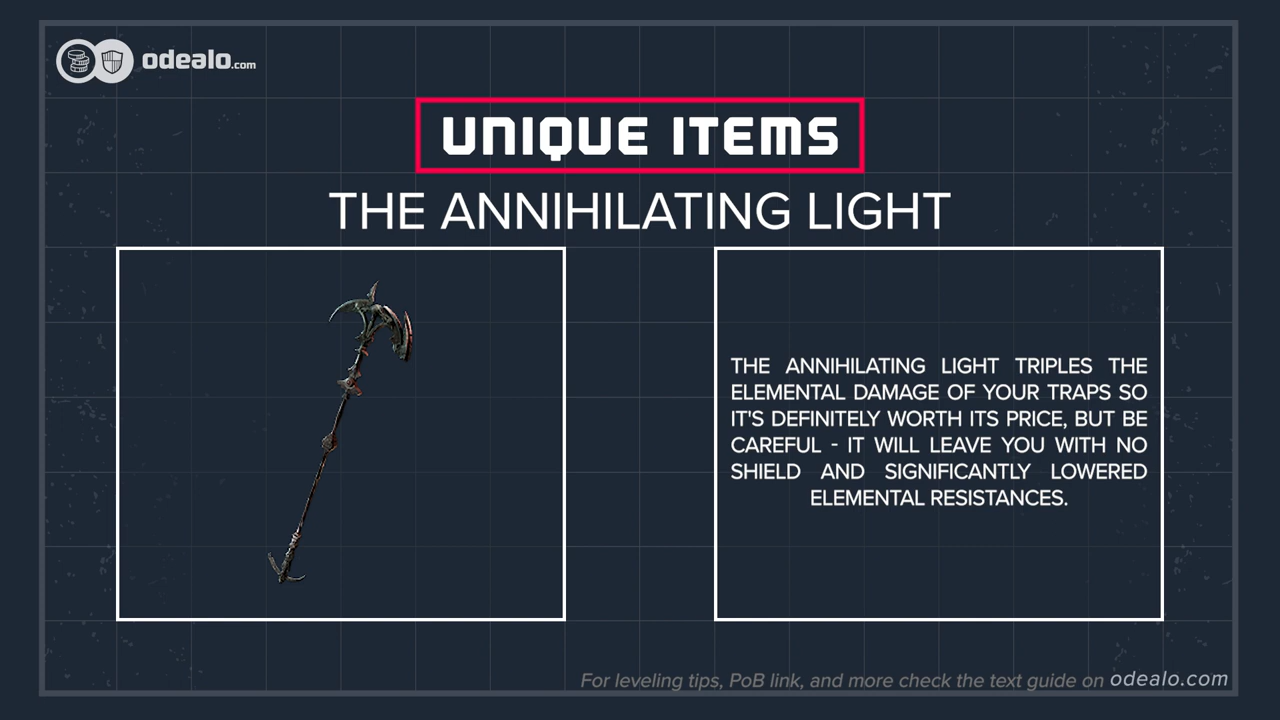 odealo.com
UNIQUE ITEMS
THE ANNIHILATING LIGHT
THE ANNIHILATING LIGHT TRIPLES THE
ELEMENTAL DAMAGE OF YOUR TRAPS SO
IT'S DEFINITELY WORTH ITS PRICE, BUT BE
CAREFUL - IT WILL LEAVE YOU WITH NO
SHIELD AND SIGNIFICANTLY LOWERED
ELEMENTAL RESISTANCES.
For leveling tips, PoB link, and more check the text guide on odealo.com